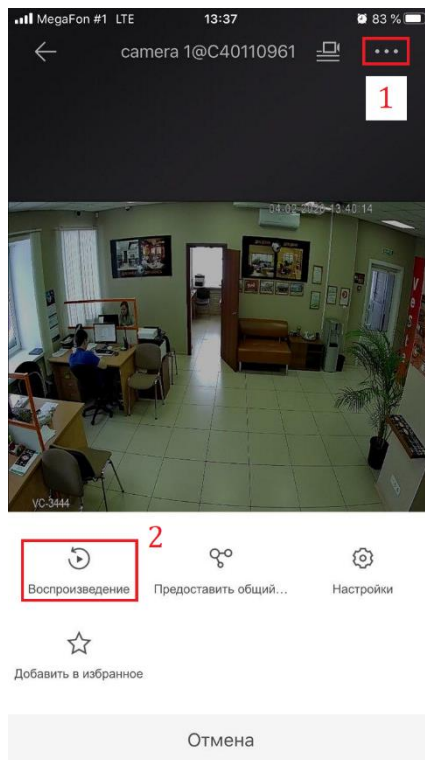 MegaFon #1 LTE 13:37 83 %
camera 1@C40110961
1
04-02-2020 13:40:14
VC-3444
2
Воспроизведение Предоставить общий... Настройки
Добавить в избранное
Отмена